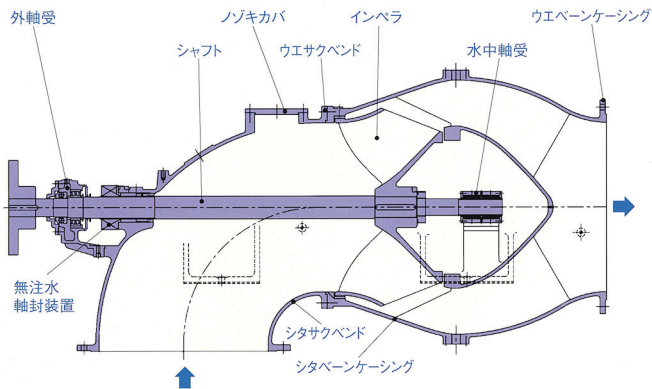 外軸受
ノゾキカバ
インペラ
ウエベーンケーシング
シャフト
ウエサクベンド
水中軸受
無注水
軸封装置
シタサクベンド
シタベーンケーシング